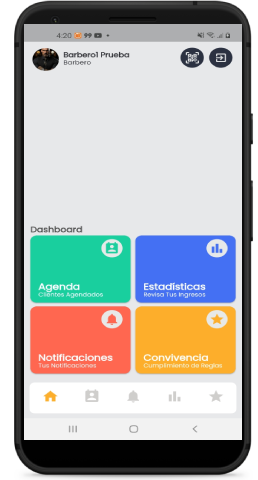 4:20
Barbero1 Prueba
Barbero
Dashboard
Agenda
Clientes Agendados
Estadísticas
Revisa Tus Ingresos
Notificaciones
Tus Notificaciones
Convivencia
Cumplimiento de Reglas